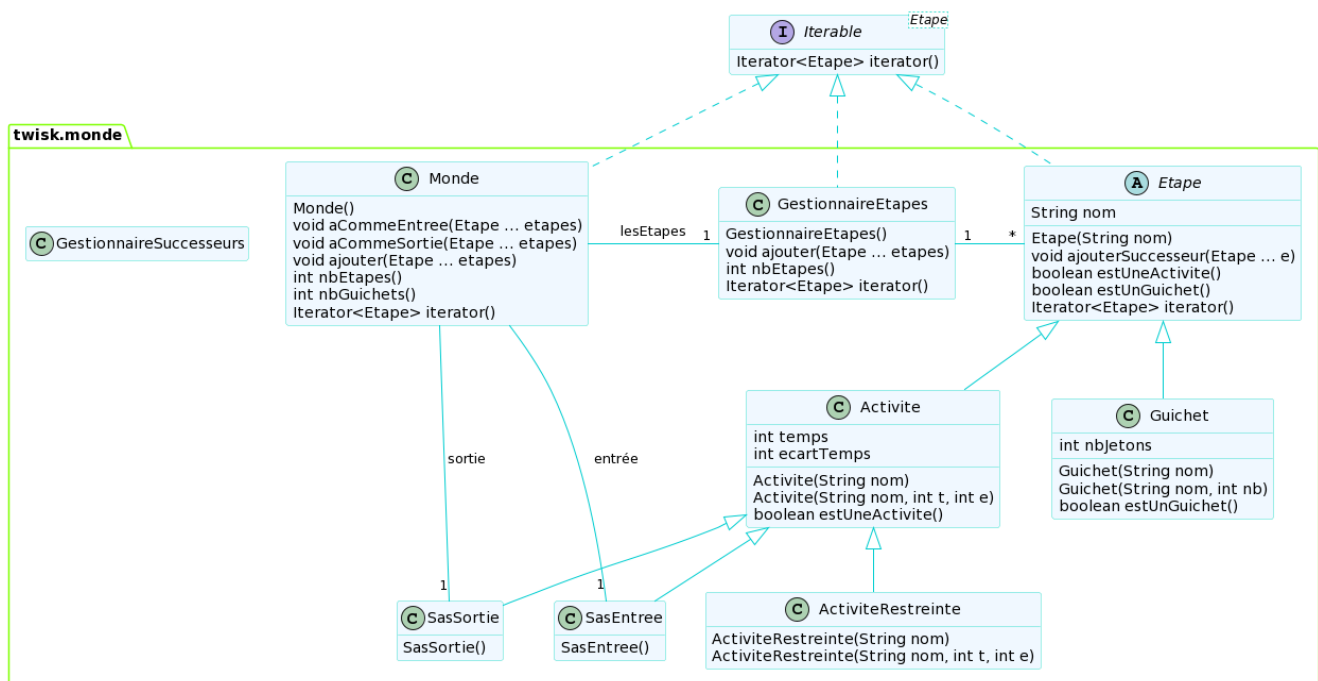 Etape
I Iterable
Iterator<Etape> iterator()
twisk.monde
C Monde
Monde()
void aCommeEntree(Etape ... etapes)
void aCommeSortie(Etape ... etapes)
void ajouter(Etape ... etapes)
int nbEtapes()
int nbGuichets()
Iterator<Etape> iterator()
C GestionnaireSuccesseurs
lesEtapes
1
C GestionnaireEtapes
GestionnaireEtapes()
void ajouter(Etape ... etapes)
int nbEtapes()
Iterator<Etape> iterator()
1
*
A Etape
String nom
Etape(String nom)
void ajouterSuccesseur(Etape ... e)
boolean estUneActivite()
boolean estUnGuichet()
Iterator<Etape> iterator()
sortie
entrée
C Activite
int temps
int ecartTemps
Activite(String nom)
Activite(String nom, int t, int e)
boolean estUneActivite()
C Guichet
int nbJetons
Guichet(String nom)
Guichet(String nom, int nb)
boolean estUnGuichet()
1
1
C SasSortie
SasSortie()
C SasEntree
SasEntree()
C ActiviteRestreinte
ActiviteRestreinte(String nom)
ActiviteRestreinte(String nom, int t, int e)